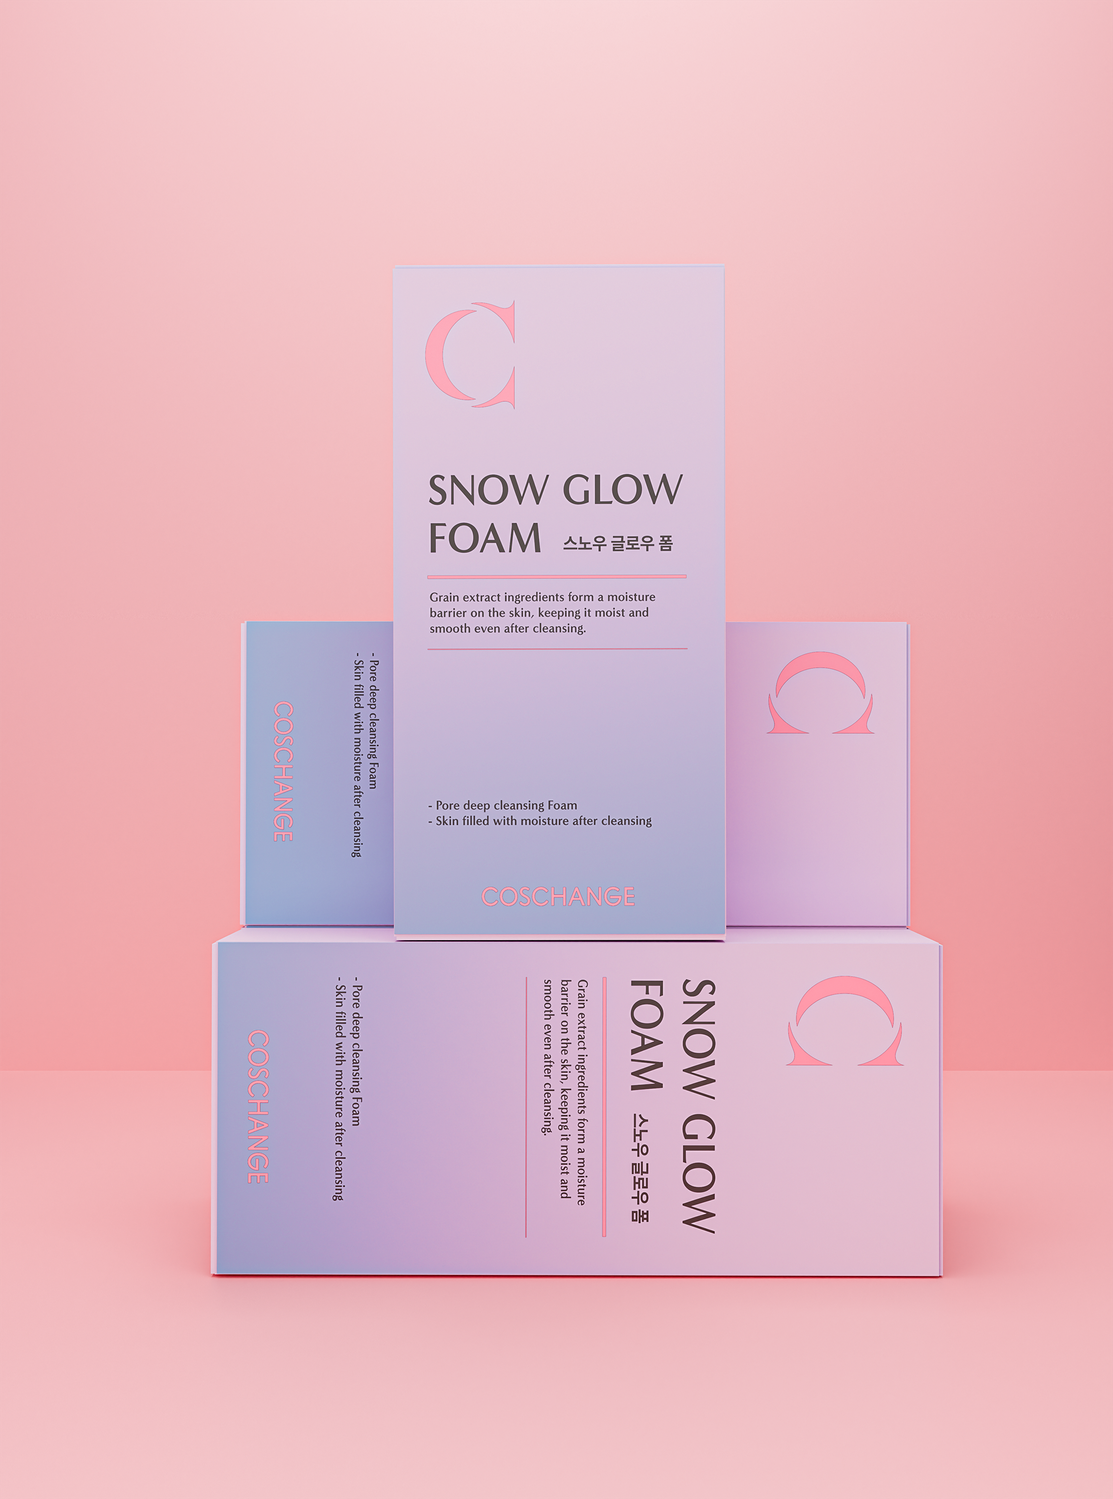 C
SNOW GLOW
FOAM 스노우 글로우 폼
Grain extract ingredients form a moisture
barrier on the skin, keeping it moist and
smooth even after cleansing.
- Pore deep cleansing Foam
- Skin filled with moisture after cleansing
COSCHANGE
- Pore deep cleansing Foam
- Skin filled with moisture after cleansing
COSCHANGE
C
C
SNOW GLOW
FOAM 스노우 글로우 폼
Grain extract ingredients form a moisture
barrier on the skin, keeping it moist and
smooth even after cleansing.
- Pore deep cleansing Foam
- Skin filled with moisture after cleansing
COSCHANGE